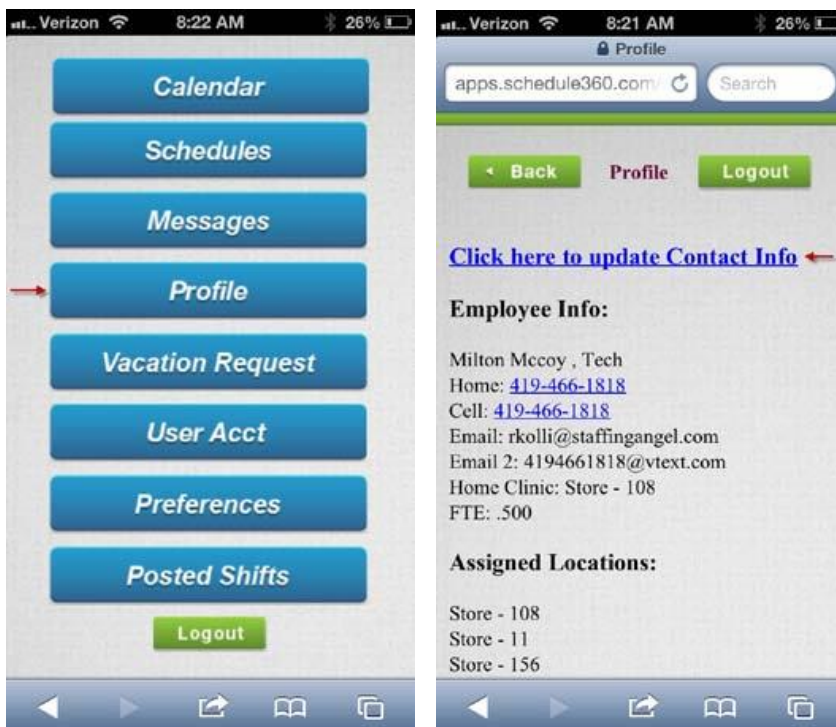 Verizon 8:22 AM 26%
Calendar
Schedules
Messages
Profile
Vacation Request
User Acct
Preferences
Posted Shifts
Logout
Verizon 8:21 AM 26%
Profile
apps.schedule360.com/ Search
Back Profile Logout
Click here to update Contact Info
Employee Info:
Milton Mccoy , Tech
Home: 419-466-1818
Cell: 419-466-1818
Email: rkolli@staffingangel.com
Email 2: 4194661818@vtext.com
Home Clinic: Store - 108
FTE: .500
Assigned Locations:
Store - 108
Store - 11
Store - 156